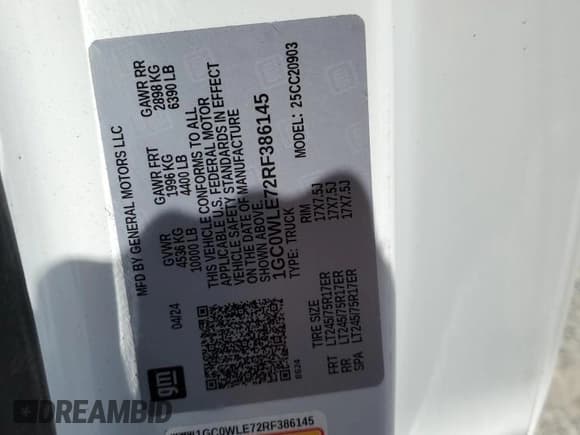 MFD BY GENERAL MOTORS LLC
04/24
GVWR
4536 KG
10000 LB
GAWR FRT
1996 KG
4400 LB
GAWR RR
2898 KG
6390 LB
THIS VEHICLE CONFORMS TO ALL
APPLICABLE U.S. FEDERAL MOTOR
VEHICLE SAFETY STANDARDS IN EFFECT
ON THE DATE OF MANUFACTURE
SHOWN ABOVE.
1GC0WLE72RF386145
TYPE: TRUCK
MODEL: 25CC20903
TIRE SIZE RIM
FRT LT245/75R17ER 17X7.5J
RR LT245/75R17ER 17X7.5J
SPA LT245/75R17ER 17X7.5J
gm
1GC0WLE72RF386145
DREAMBID